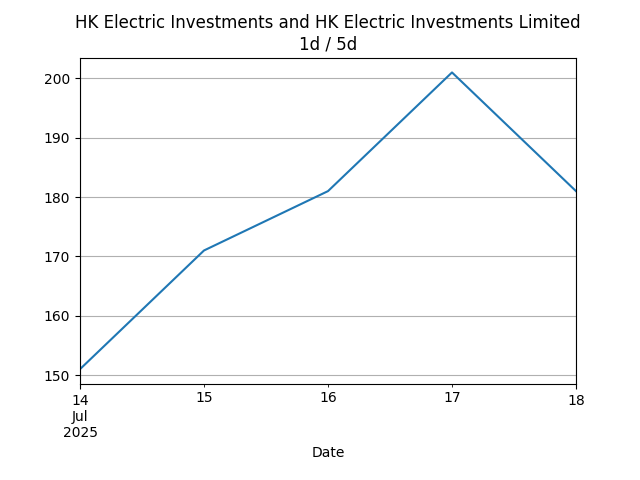 HK Electric Investments and HK Electric Investments Limited
1d / 5d
200
190
180
170
160
150
14 15 16 17 18
Jul
2025
Date